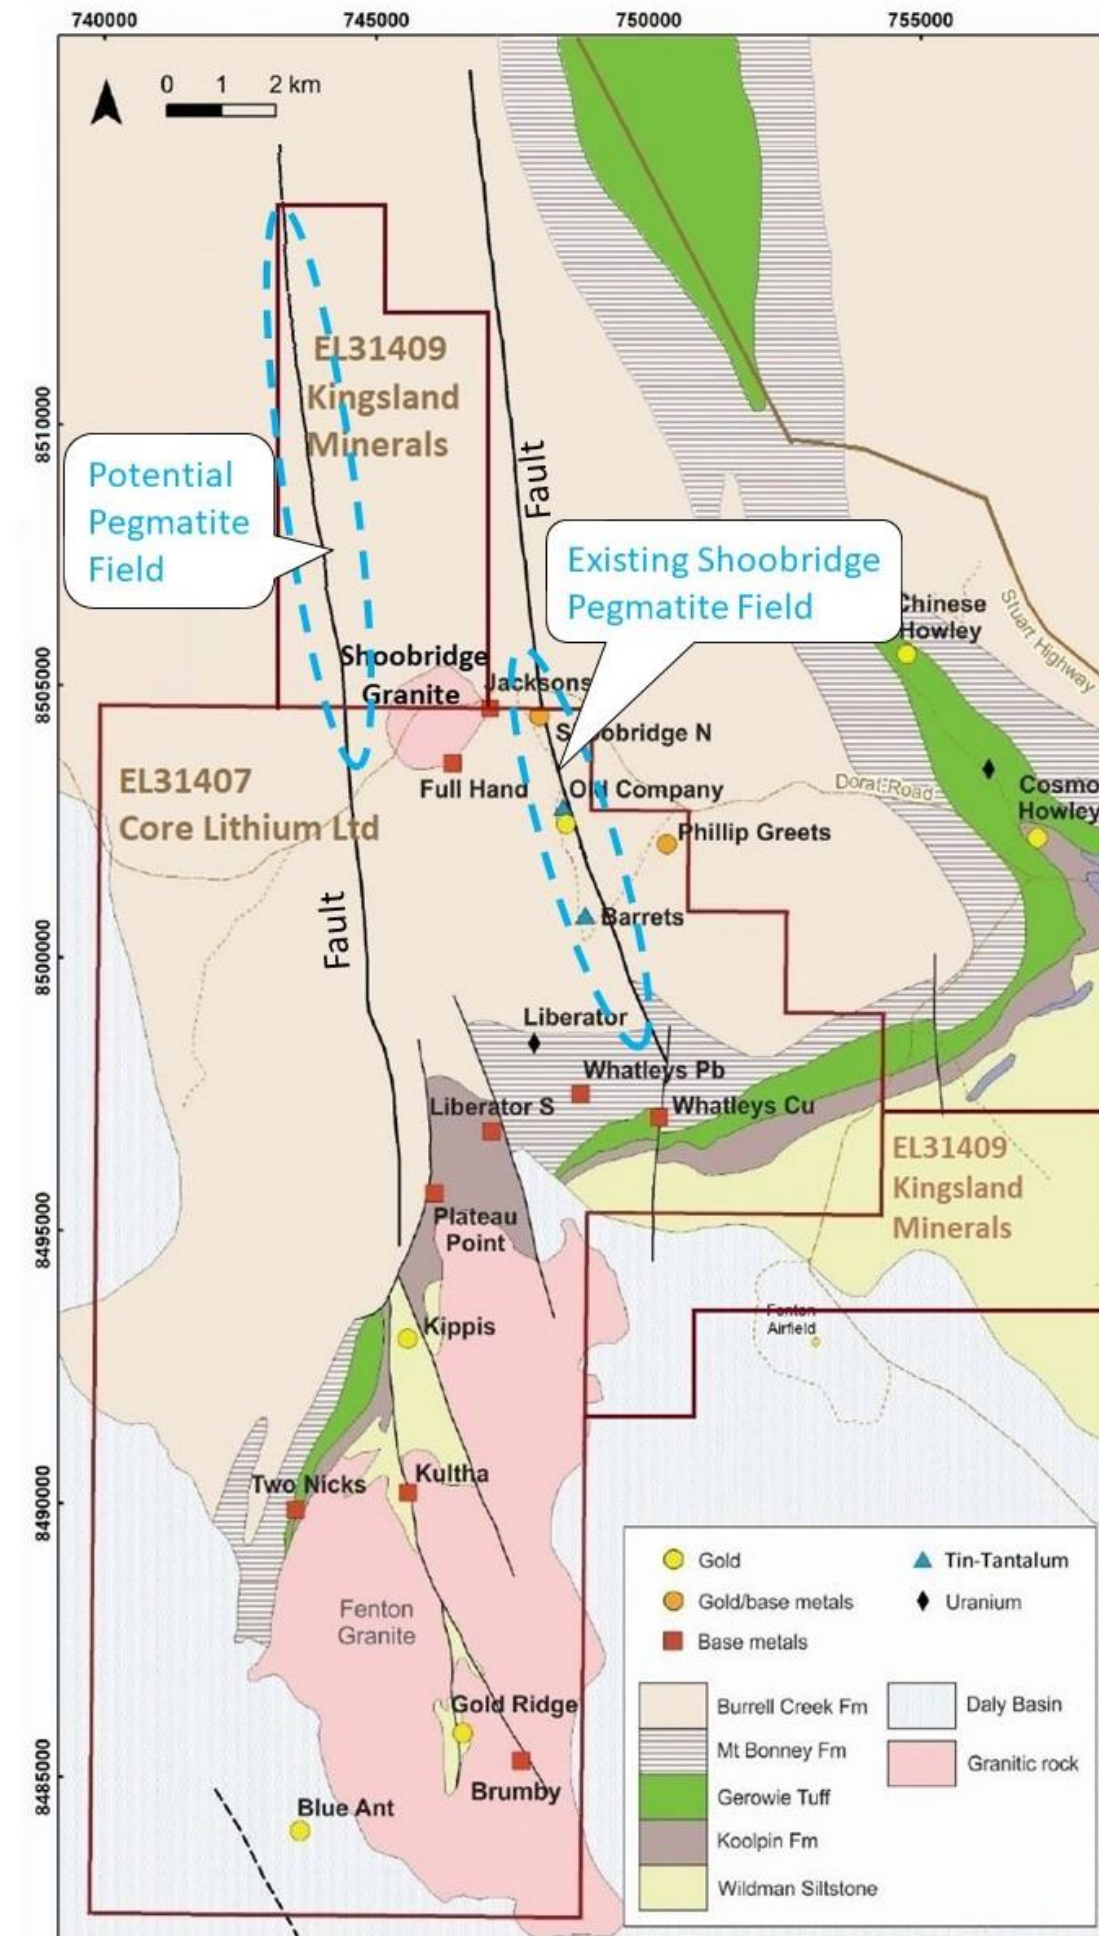 740000
745000
750000
755000
0 1 2 km
8510000
8505000
8500000
8495000
8490000
8485000
EL31409
Kingsland
Minerals
Fault
Potential
Pegmatite
Field
Existing Shoobridge
Pegmatite Field
Chinese
Howley
Stuart Highway
Shoobridge
Granite
Jacksons
EL31407
Core Lithium Ltd
Full Hand
Old Company
Dorat Road
Cosmo
Howley
Phillip Greets
Fault
Barrets
Liberator
Whatleys Pb
Liberator S
Whatleys Cu
EL31409
Kingsland
Minerals
Plateau
Point
Kippis
Fenton
Airfield
Two Nicks
Kultha
Fenton
Granite
Gold Ridge
Brumby
Blue Ant
Gold
Gold/base metals
Base metals
Tin-Tantalum
Uranium
Burrell Creek Fm
Mt Bonney Fm
Gerowie Tuff
Koolpin Fm
Wildman Siltstone
Daly Basin
Granitic rock